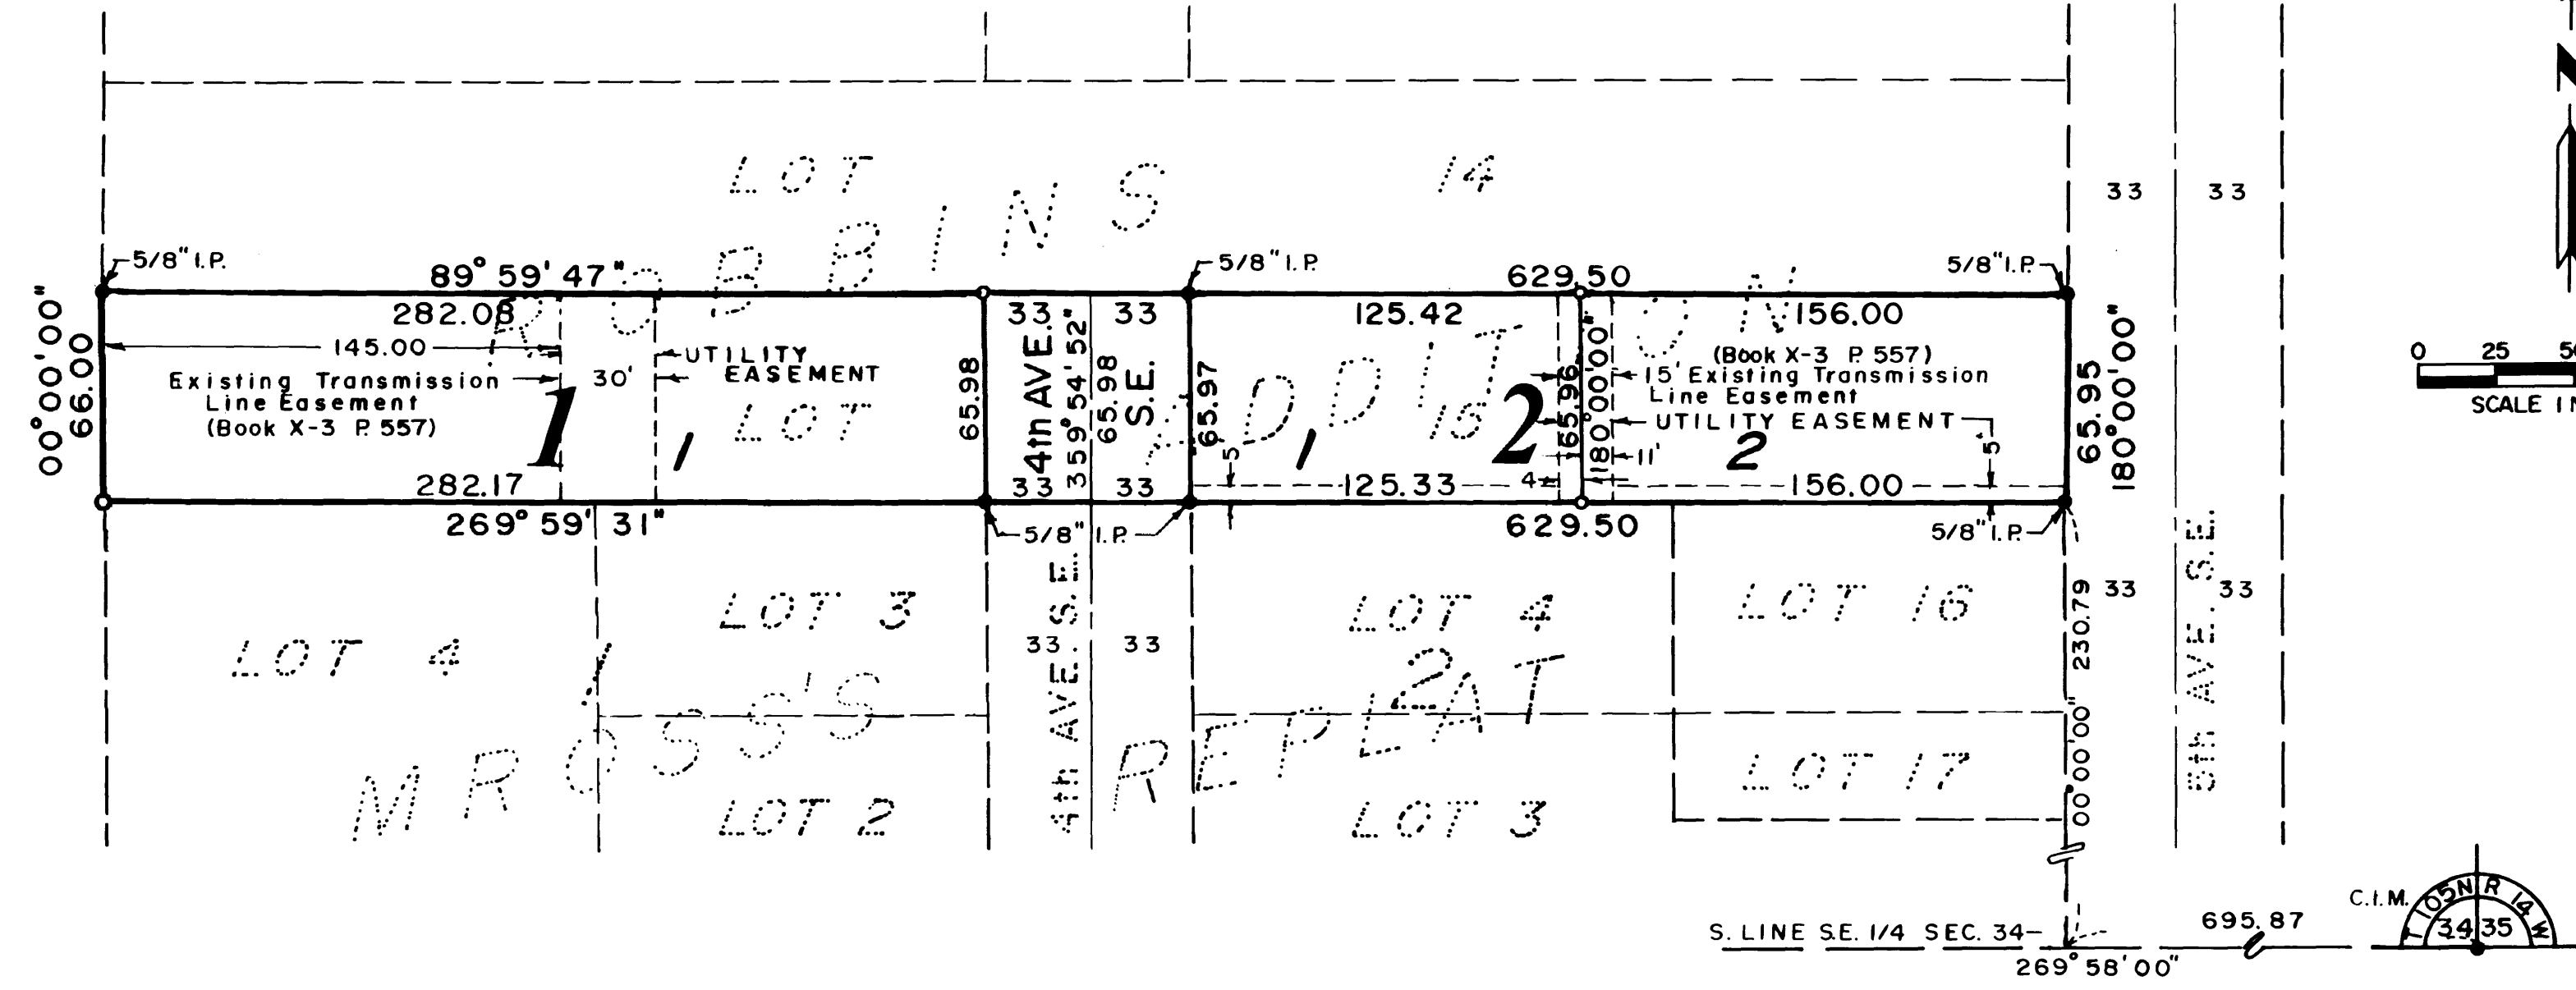 N
LOT 14
33 33
ROBBINS ADDITION
5/8" I.P.
89° 59' 47"
5/8" I.P.
629.50
5/8" I.P.
00° 00' 00"
66.00
282.08
33 33
125.42
156.00
145.00
UTILITY
EASEMENT
30'
Existing Transmission
Line Easement
(Book X-3 P. 557)
1
1
LOT
15
65.98
4th AVE.
S.E.
359° 54' 52"
65.98
65.97
1
2
165.96
180° 00' 00"
(Book X-3 P. 557)
15' Existing Transmission
Line Easement
UTILITY EASEMENT
2
11'
4
5'
5'
65.95
180° 00' 00"
0 25
SCALE
282.17
33 33
125.33
156.00
269° 59' 31"
5/8" I.P.
629.50
5/8" I.P.
LOT 4
1
LOT 3
33 33
4th AVE. S.E.
LOT 4
2
LOT 16
230.79
00° 00' 00"
33 33
5th AVE. S.E.
MROSS'S REPLAT
LOT 2
LOT 3
LOT 17
C.I.M.
T 105N R 14 W
34 35
S. LINE S.E. 1/4 SEC. 34
695.87
269° 58' 00"